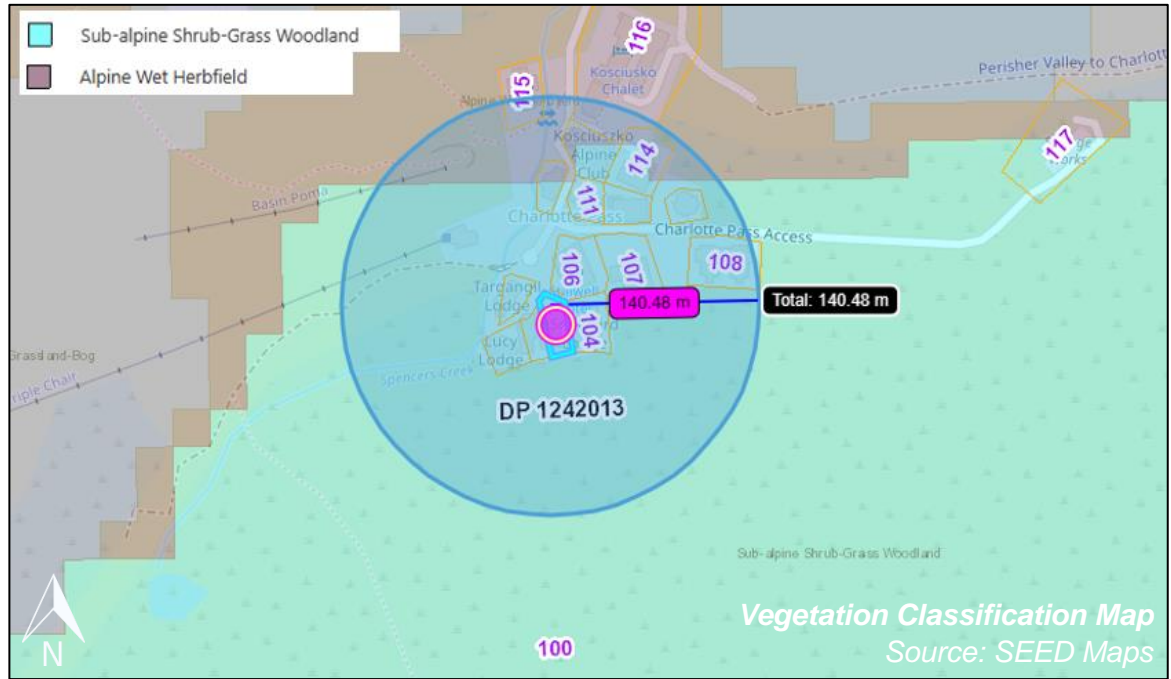 Sub-alpine Shrub-Grass Woodland
Alpine Wet Herbfield
116
Perisher Valley to Charlott
Kosciusko
Chalet
115
117
Kosciuszko
Alpine
Club
114
Basin Poma
111
Charlotte Pass
Charlotte Pass Access
106
107
108
140.48 m
Total: 140.48 m
Lodge
104
Lucy
Lodge
Grassland-Bog
Spencers Creek
riple Chair
DP 1242013
Sub-alpine Shrub-Grass Woodland
Vegetation Classification Map
Source: SEED Maps
N
100